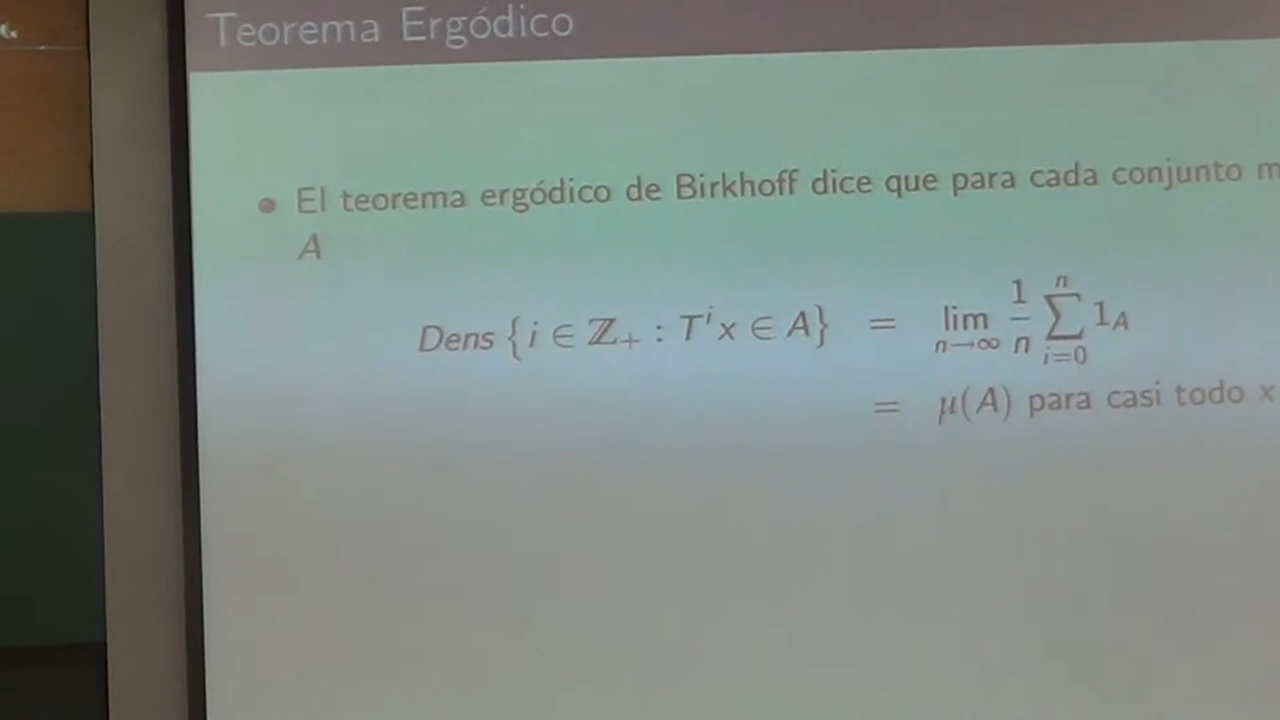 Teorema Ergódico
El teorema ergódico de Birkhoff dice que para cada conjunto
A
Dens {i ∈ ℤ₊ : Tⁱx ∈ A} = lim_{n→∞} 1/n ∑_{i=0}^{n} 1_A
= μ(A) para casi todo x